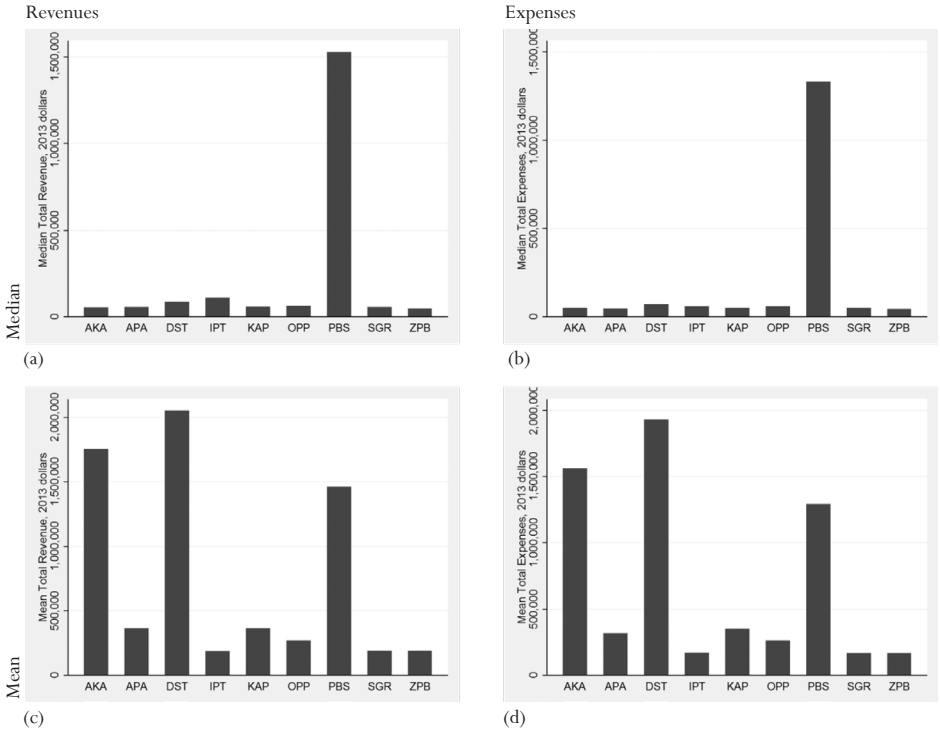 Revenues
Expenses
Median
Median Total Revenue, 2013 dollars
1,500,000
1,000,000
500,000
0
AKA APA DST IPT KAP OPP PBS SGR ZPB
(a)
Median Total Expenses, 2013 dollars
1,500,000
1,000,000
500,000
0
AKA APA DST IPT KAP OPP PBS SGR ZPB
(b)
Mean
Mean Total Revenue, 2013 dollars
2,000,000
1,500,000
1,000,000
500,000
0
AKA APA DST IPT KAP OPP PBS SGR ZPB
(c)
Mean Total Expenses, 2013 dollars
2,000,000
1,500,000
1,000,000
500,000
0
AKA APA DST IPT KAP OPP PBS SGR ZPB
(d)